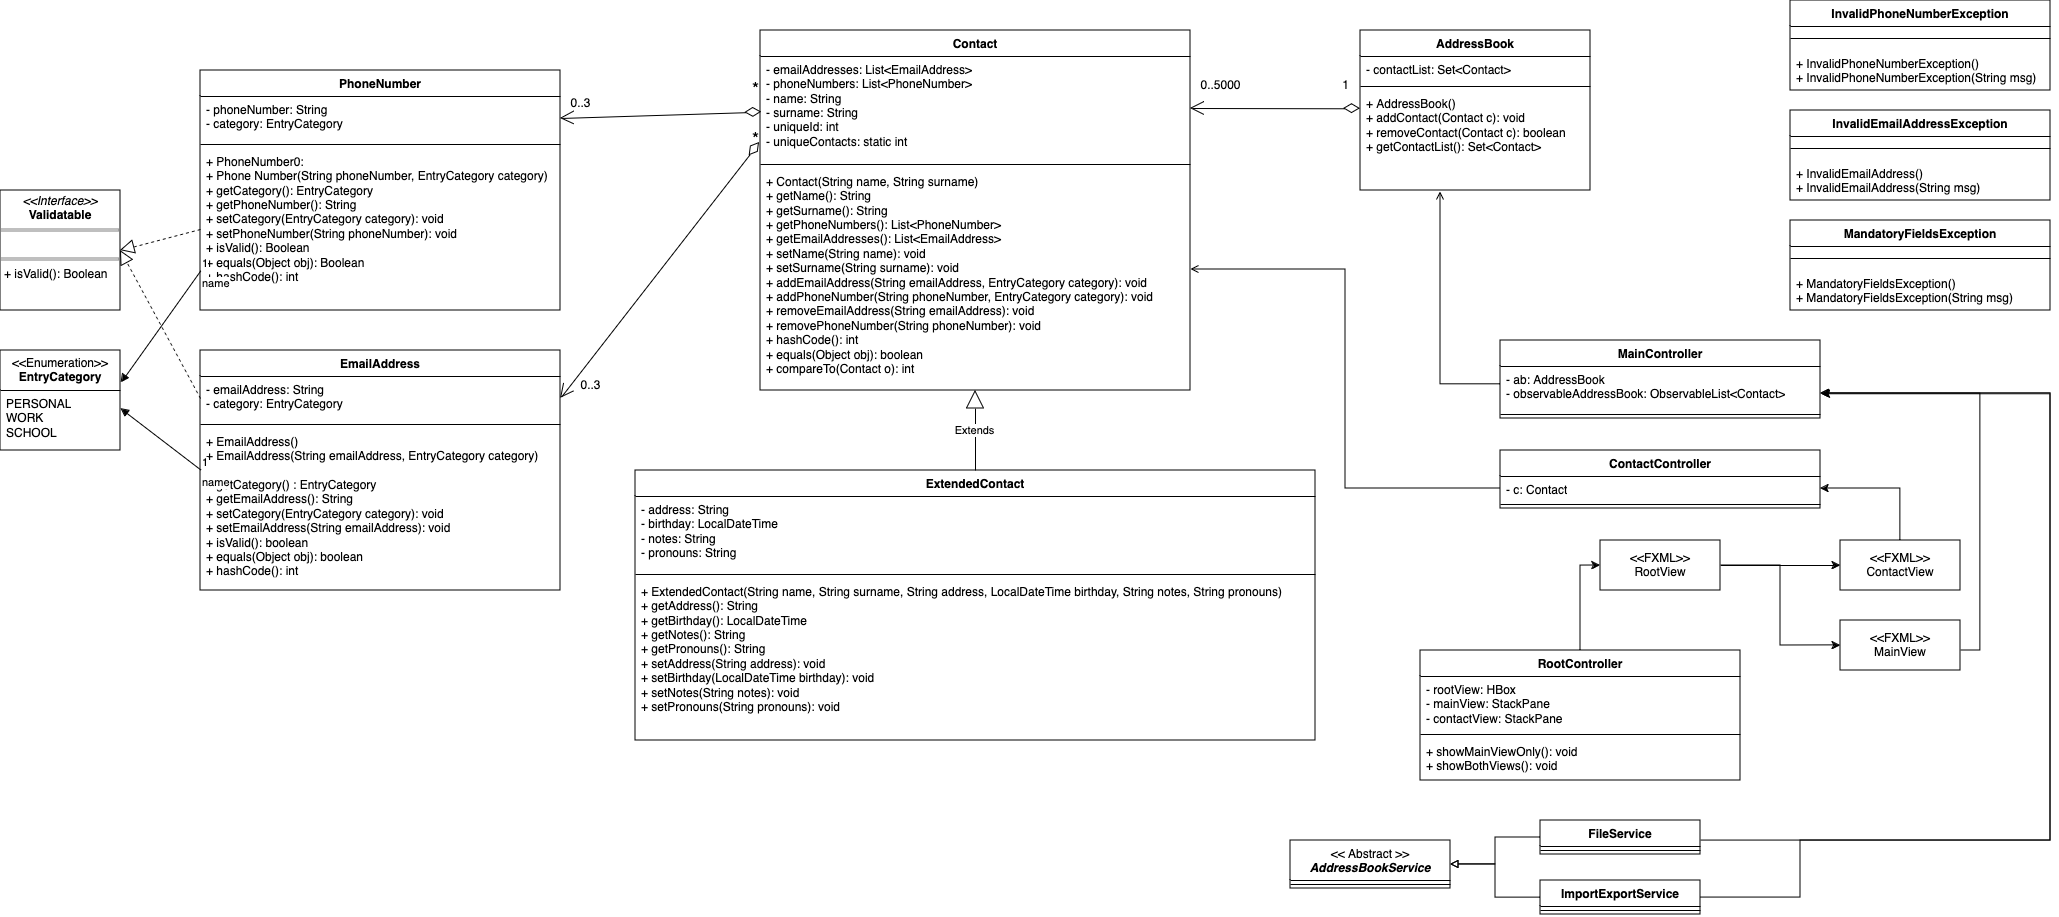 InvalidPhoneNumberException
+ InvalidPhoneNumberException()
+ InvalidPhoneNumberException(String msg)
InvalidEmailAddressException
+ InvalidEmailAddress()
+ InvalidEmailAddress(String msg)
MandatoryFieldsException
+ MandatoryFieldsException()
+ MandatoryFieldsException(String msg)
Contact
- emailAddresses: List<EmailAddress>
- phoneNumbers: List<PhoneNumber>
- name: String
- surname: String
- uniqueId: int
- uniqueContacts: static int
+ Contact(String name, String surname)
+ getName(): String
+ getSurname(): String
+ getPhoneNumbers(): List<PhoneNumber>
+ getEmailAddresses(): List<EmailAddress>
+ setName(String name): void
+ setSurname(String surname): void
+ addEmailAddress(String emailAddress, EntryCategory category): void
+ addPhoneNumber(String phoneNumber, EntryCategory category): void
+ removeEmailAddress(String emailAddress): void
+ removePhoneNumber(String phoneNumber): void
+ hashCode(): int
+ equals(Object obj): boolean
+ compareTo(Contact o): int
AddressBook
- contactList: Set<Contact>
+ AddressBook()
+ addContact(Contact c): void
+ removeContact(Contact c): boolean
+ getContactList(): Set<Contact>
0..5000
1
*
*
0..3
0..3
PhoneNumber
- phoneNumber: String
- category: EntryCategory
+ PhoneNumber0:
+ Phone Number(String phoneNumber, EntryCategory category)
+ getCategory(): EntryCategory
+ getPhoneNumber(): String
+ setCategory(EntryCategory category): void
+ setPhoneNumber(String phoneNumber): void
+ isValid(): Boolean
+ equals(Object obj): Boolean
+ hashCode(): int
1
name
<<Interface>>
Validatable
+ isValid(): Boolean
<<Enumeration>>
EntryCategory
PERSONAL
WORK
SCHOOL
EmailAddress
- emailAddress: String
- category: EntryCategory
+ EmailAddress()
+ EmailAddress(String emailAddress, EntryCategory category)
1
name
tCategory() : EntryCategory
+ getEmailAddress(): String
+ setCategory(EntryCategory category): void
+ setEmailAddress(String emailAddress): void
+ isValid(): boolean
+ equals(Object obj): boolean
+ hashCode(): int
Extends
ExtendedContact
- address: String
- birthday: LocalDateTime
- notes: String
- pronouns: String
+ ExtendedContact(String name, String surname, String address, LocalDateTime birthday, String notes, String pronouns)
+ getAddress(): String
+ getBirthday(): LocalDateTime
+ getNotes(): String
+ getPronouns(): String
+ setAddress(String address): void
+ setBirthday(LocalDateTime birthday): void
+ setNotes(String notes): void
+ setPronouns(String pronouns): void
MainController
- ab: AddressBook
- observableAddressBook: ObservableList<Contact>
ContactController
- c: Contact
<<FXML>>
RootView
<<FXML>>
ContactView
<<FXML>>
MainView
RootController
- rootView: HBox
- mainView: StackPane
- contactView: StackPane
+ showMainViewOnly(): void
+ showBothViews(): void
<< Abstract >>
AddressBookService
FileService
ImportExportService